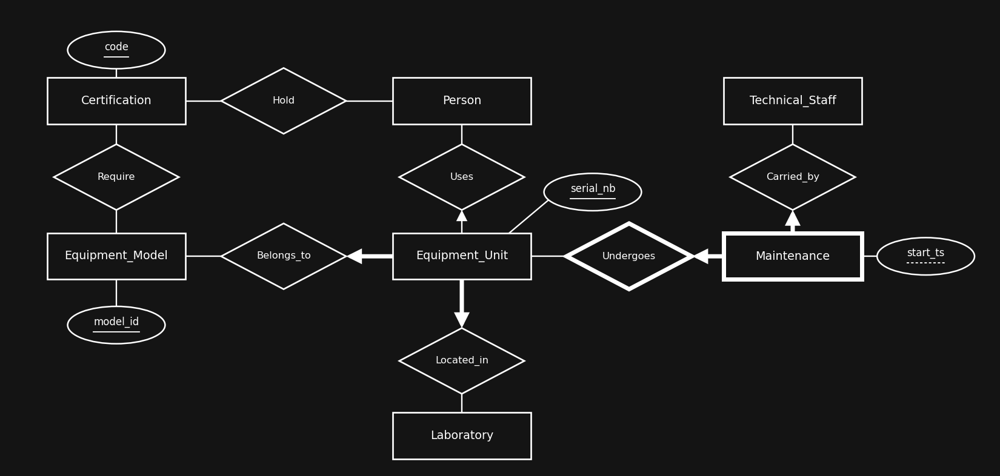 code
Certification
Hold
Person
Technical_Staff
Require
Uses
Carried_by
serial_nb
Equipment_Model
Belongs_to
Equipment_Unit
Undergoes
Maintenance
start_ts
model_id
Located_in
Laboratory